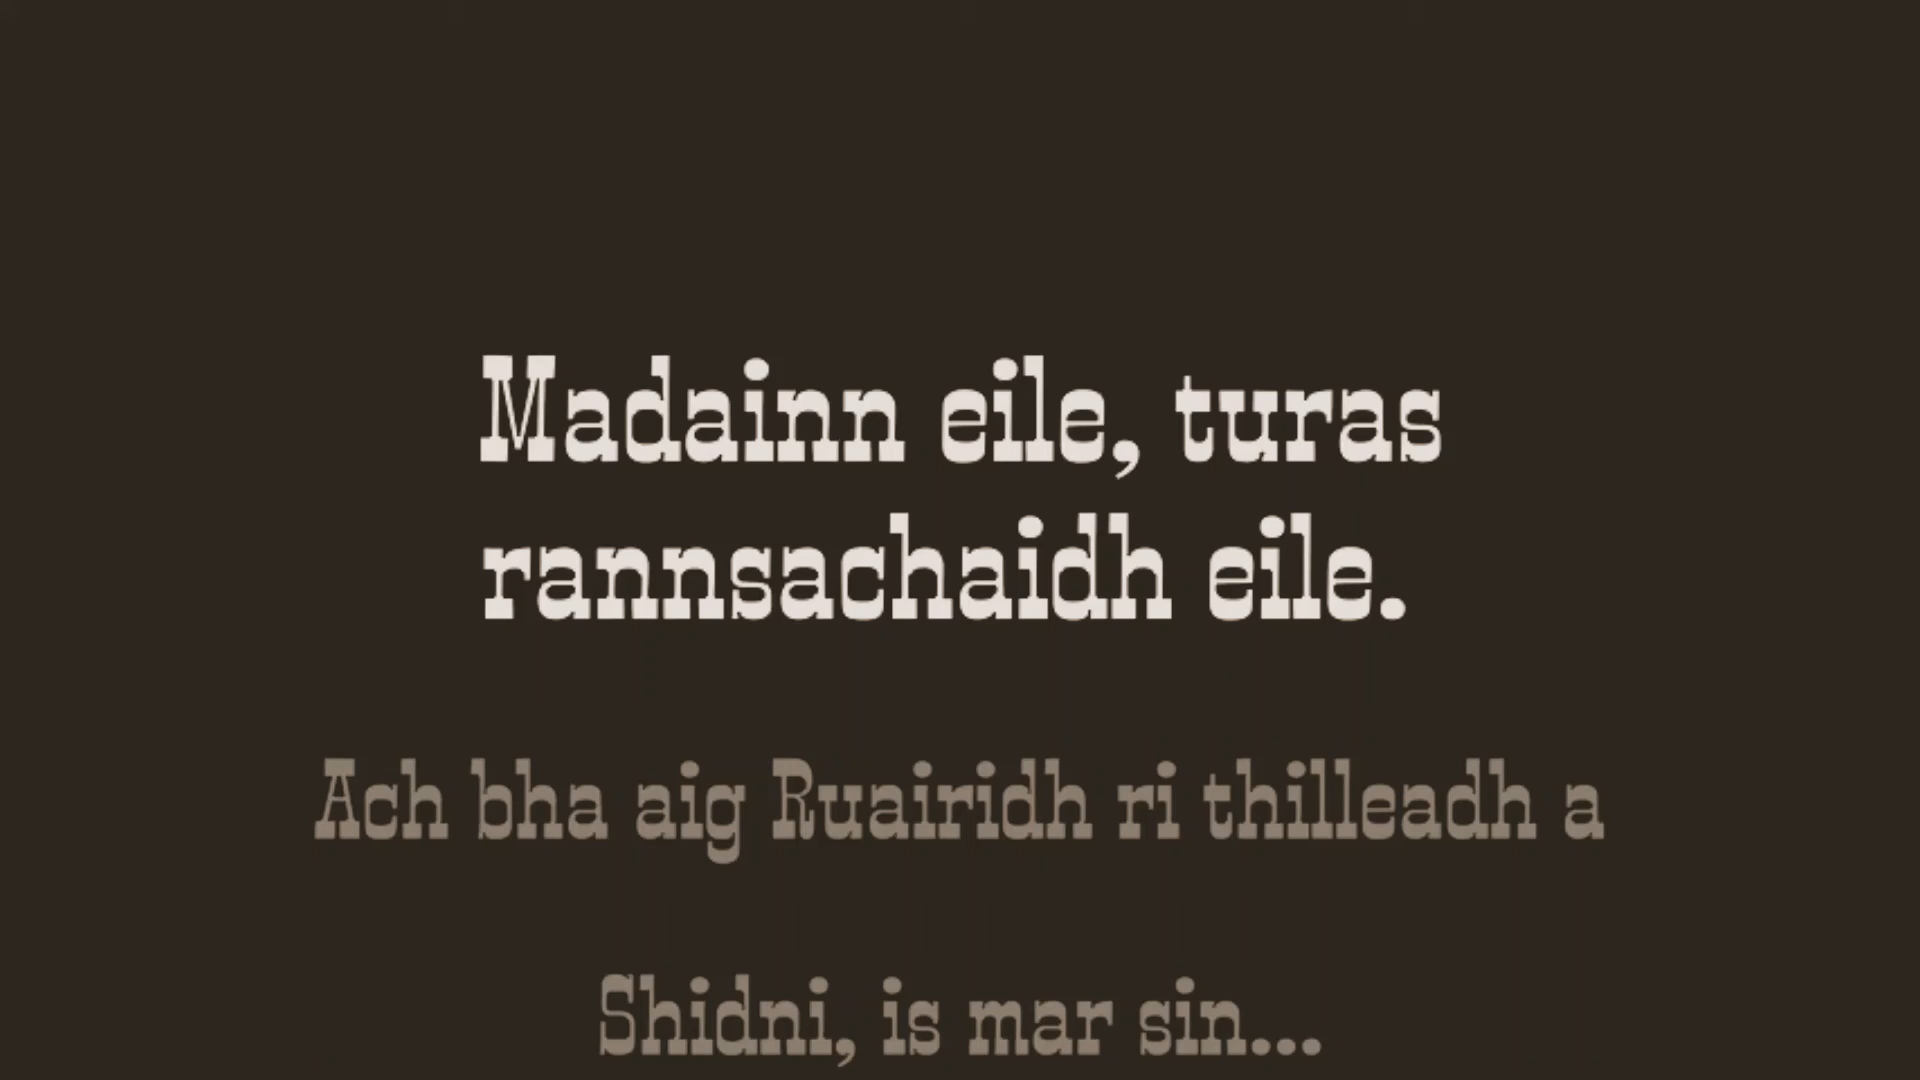 Madainn eile, turas
rannsachaidh eile.
Ach bha aig Ruairidh ri thilleadh a
Shidni, is mar sin...